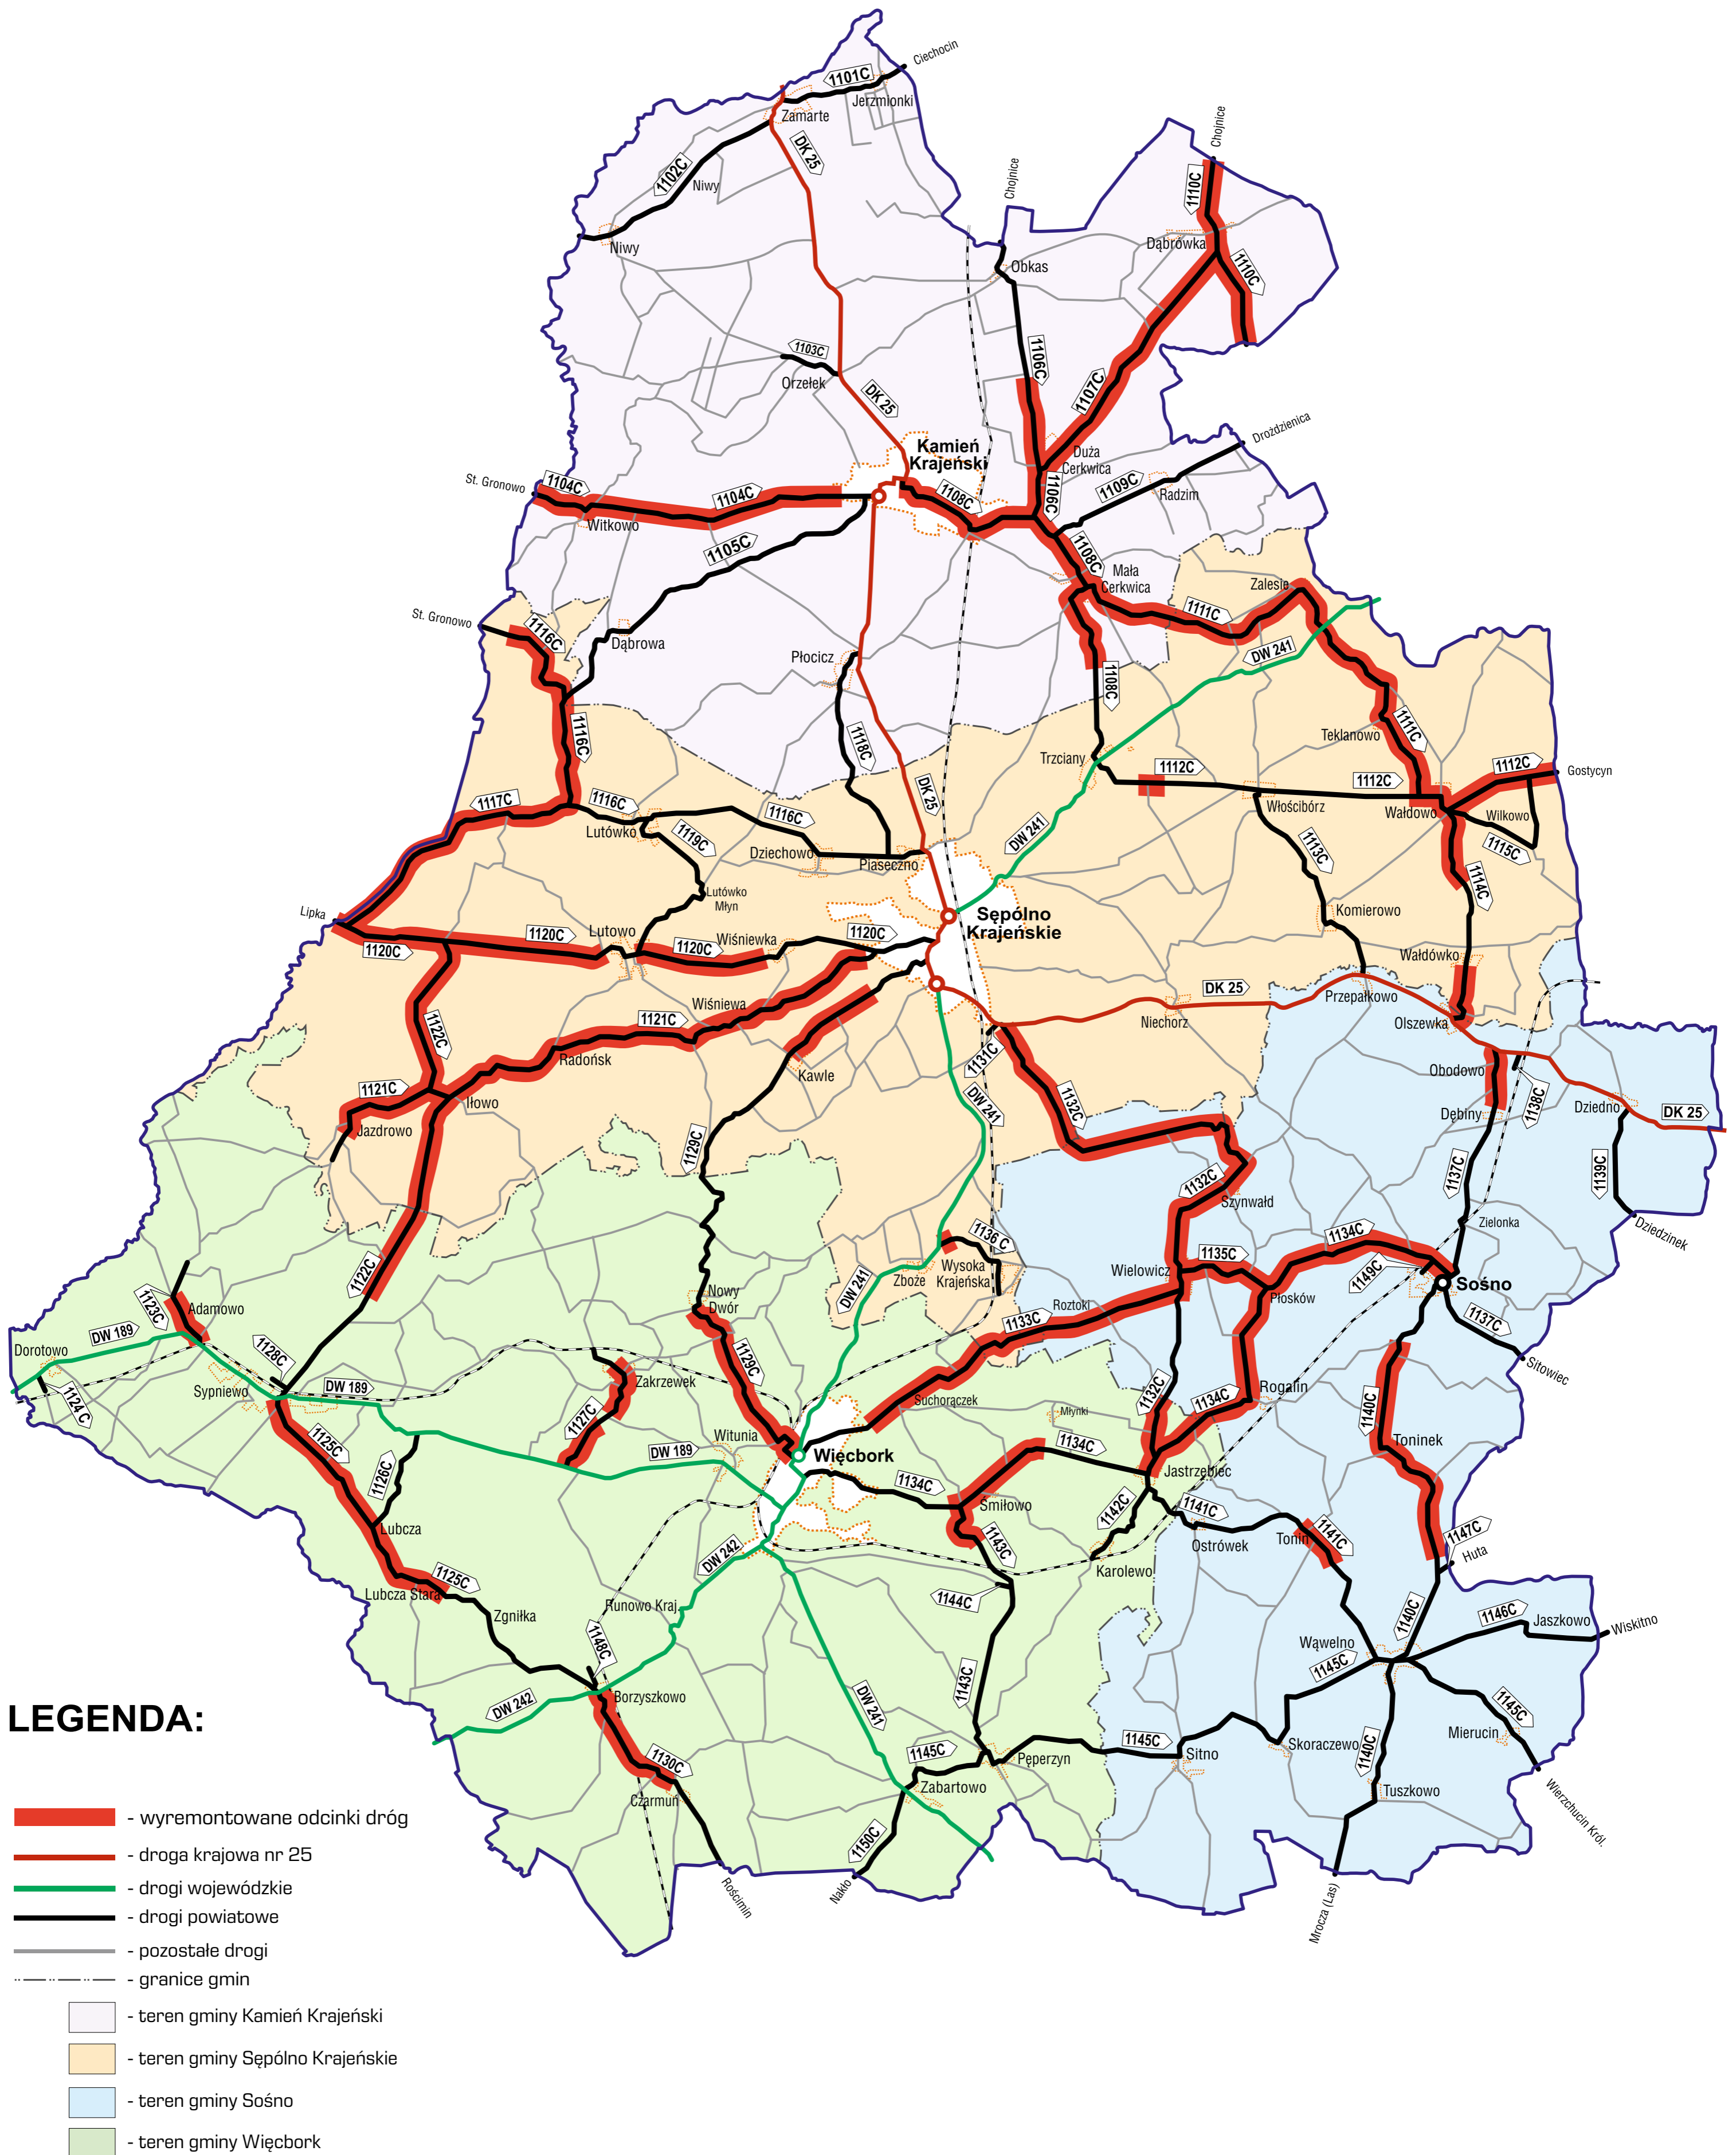 Ciechocin
1101C
Jerzmionki
Zamarte
DK 25
1102C
Niwy
Niwy
Chojnice
Chojnice
1110C
Dąbrówka
1110C
Obkas
1103C
Orzełek
DK 25
1106C
1107C
Kamień
Krajeński
Duża
Cerkwica
Drożdzienica
St. Gronowo
1104C
1104C
Witkowo
1108C
1106C
1109C
Radzim
1105C
1108C
Mała
Cerkwica
Zalesie
1111C
St. Gronowo
1116C
Dąbrowa
Płocicz
DW 241
1108C
1116C
1118C
Teklanowo
1111C
Trzciany
1112C
1112C
1112C
Gostycyn
DK 25
1117C
1116C
Lutówko
1116C
Włościbórz
Wałdowo
Wilkowo
1119C
Dziechowo
Piaseczno
DW 241
1113C
1115C
1114C
Lutówko
Młyn
Lipka
Sępólno
Krajeńskie
Komierowo
1120C
1120C
Lutowo
1120C
Wiśniewka
1120C
Wałdówko
Przepałkowo
DK 25
Niechorz
Olszewka
Wiśniewa
1121C
1122C
Radońsk
Kawle
1131C
Obodowo
1121C
Iłowo
DW 241
1132C
Dębiny
1138C
Dziedno
DK 25
Jazdrowo
1129C
1137C
1139C
1132C
Szynwałd
Zielonka
Dziedzinek
1136 C
1134C
1122C
Wysoka
Krajeńska
Zboże
1135C
Wielowicz
1149C
Sośno
1123C
Adamowo
Nowy
Dwór
DW 241
Roztoki
Płosków
1133C
1137C
DW 189
Dorotowo
1128C
Sypniewo
DW 189
1129C
Sitowiec
1124 C
Zakrzewek
Suchorączek
1132C
Rogalin
1134C
1127C
Młynki
1140C
1125C
Witunia
DW 189
Więcbork
1134C
Toninek
1126C
1134C
Jastrzębiec
Lubcza
Śmiłowo
1142C
1141C
Ostrówek
Tonin
1141C
1147C
Huta
DW 242
1143C
Karolewo
1125C
Lubcza Stara
1144C
Zgniłka
Runowo Kraj.
1140C
1146C
Jaszkowo
Wiskitno
1148C
Wąwelno
1145C
1143C
Borzyszkowo
DW 242
DW 241
1145C
Mierucin
1130C
1145C
Pęperzyn
1145C
Sitno
Skoraczewo
1140C
Czarmuń
Zabartowo
Tuszkowo
1150C
Wierzchucin Król.
Nakło
Rościmin
Mrocza (Las)
LEGENDA:
- wyremontowane odcinki dróg
- droga krajowa nr 25
- drogi wojewódzkie
- drogi powiatowe
- pozostałe drogi
- granice gmin
- teren gminy Kamień Krajeński
- teren gminy Sępólno Krajeńskie
- teren gminy Sośno
- teren gminy Więcbork